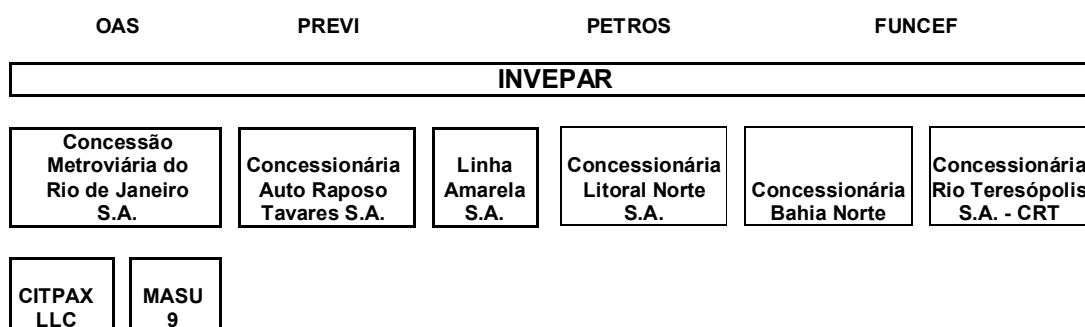 OAS PREVI PETROS FUNCEF
INVEPAR
Concessão
Metroviária do
Rio de Janeiro
S.A.
Concessionária
Auto Raposo
Tavares S.A.
Linha
Amarela
S.A.
Concessionária
Litoral Norte
S.A.
Concessionária
Bahia Norte
Concessionária
Rio Teresópolis
S.A. - CRT
CITPAX
LLC
MASU
9